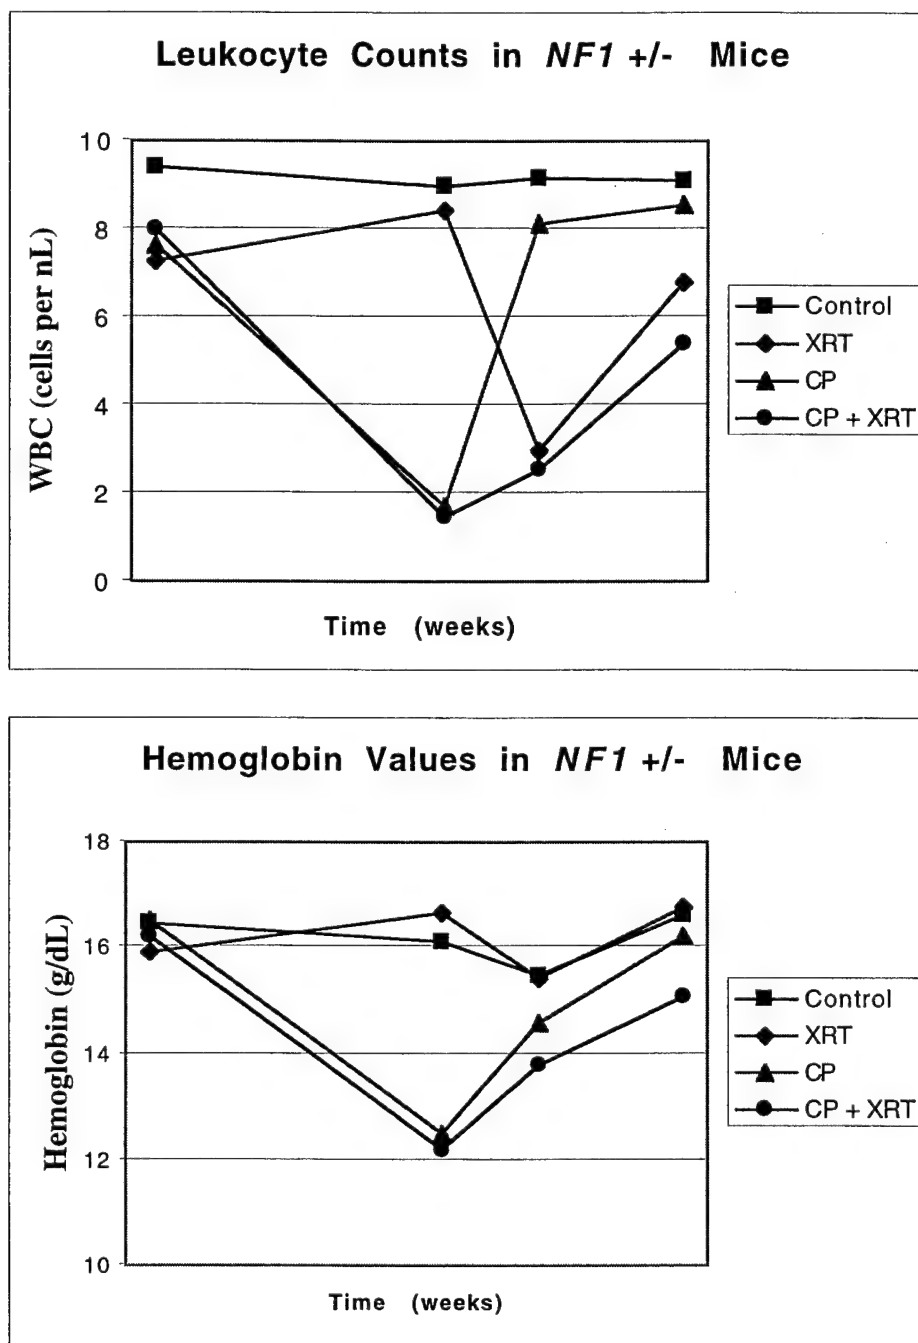 Leukocyte Counts in NF1 +/- Mice
10
8
6
4
2
0
WBC (cells per nL)
Time (weeks)
Control
XRT
CP
CP + XRT
Hemoglobin Values in NF1 +/- Mice
18
16
14
12
10
Hemoglobin (g/dL)
Time (weeks)
Control
XRT
CP
CP + XRT